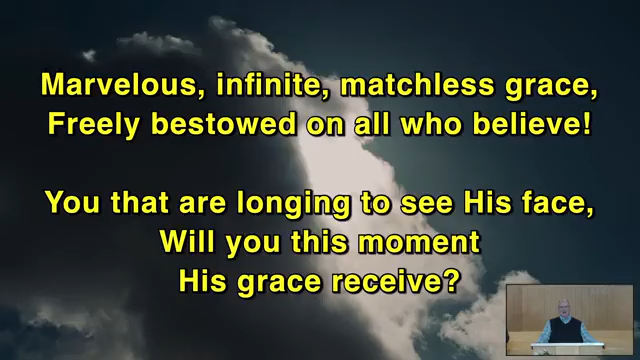 Marvelous, infinite, matchless grace,
Freely bestowed on all who believe!
You that are longing to see His face,
Will you this moment
His grace receive?